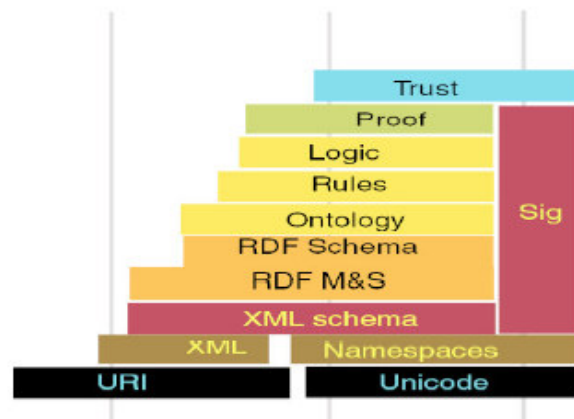 Trust
Proof
Logic
Rules
Sig
Ontology
RDF Schema
RDF M&S
XML schema
XML Namespaces
URI Unicode